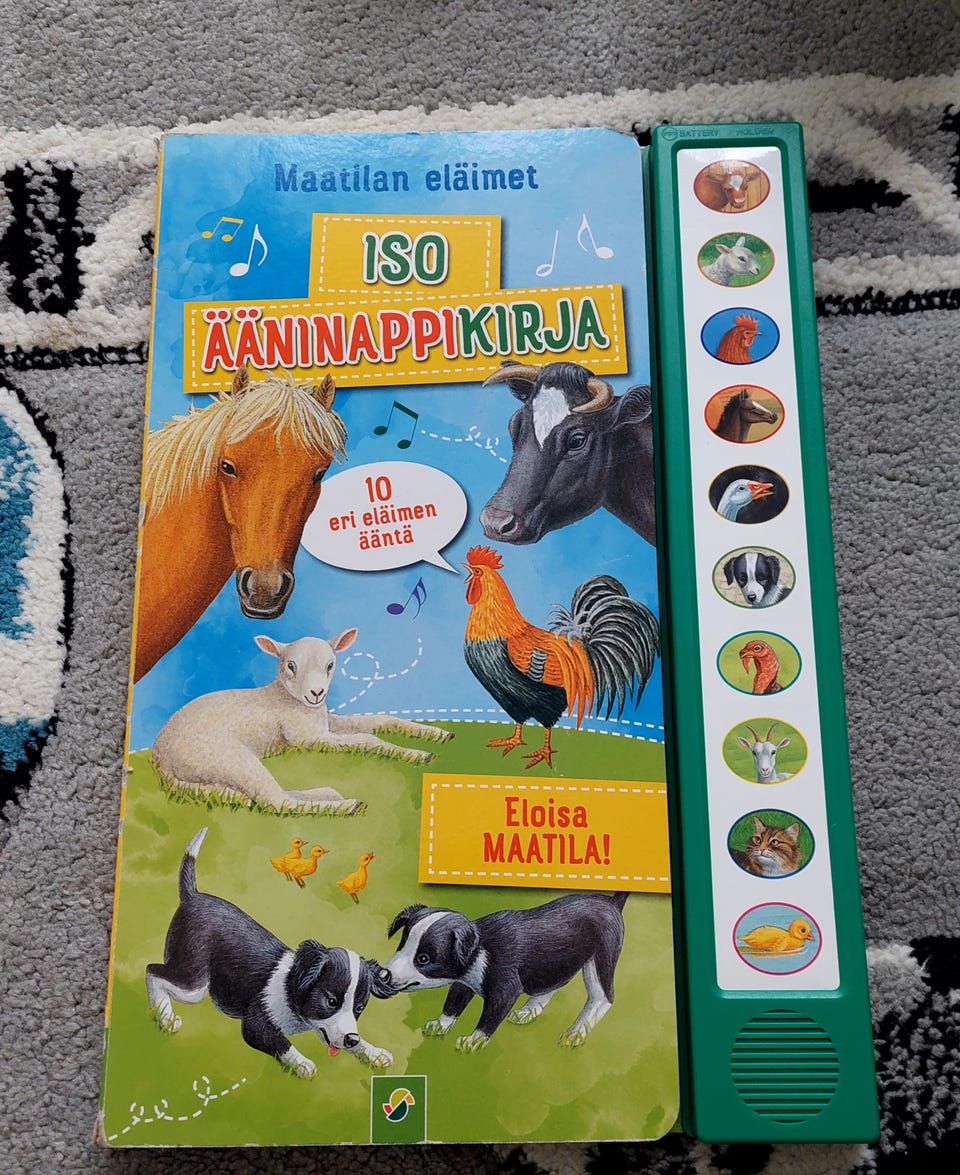 BATTERY HOLDER
Maatilan eläimet
ISO
ÄÄNINAPPIKIRJA
10
eri eläimen
ääntä
Eloisa
MAATILA!